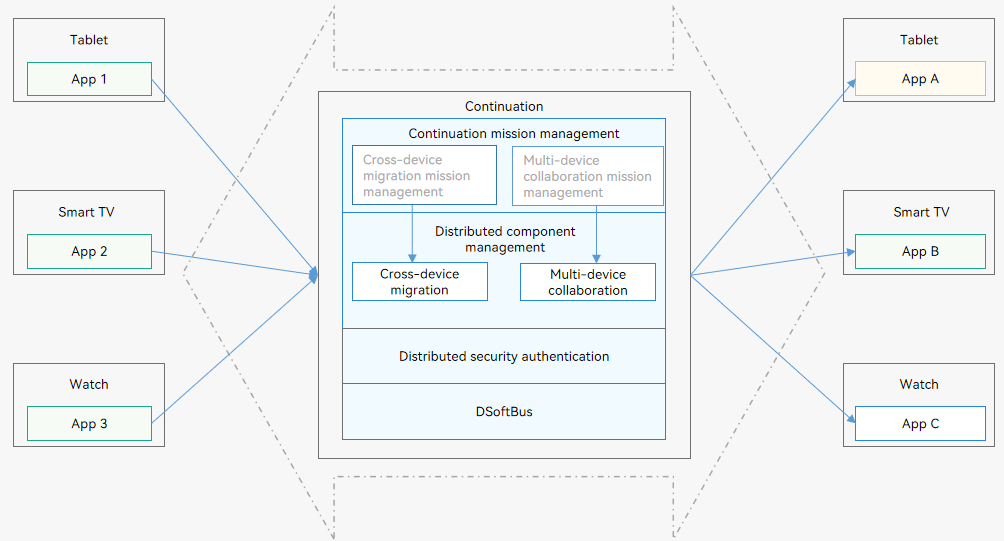 Tablet
App 1
Smart TV
App 2
Watch
App 3
Continuation
Continuation mission management
Cross-device
migration mission
management
Multi-device
collaboration mission
management
Distributed component
management
Cross-device
migration
Multi-device
collaboration
Distributed security authentication
DSoftBus
Tablet
App A
Smart TV
App B
Watch
App C